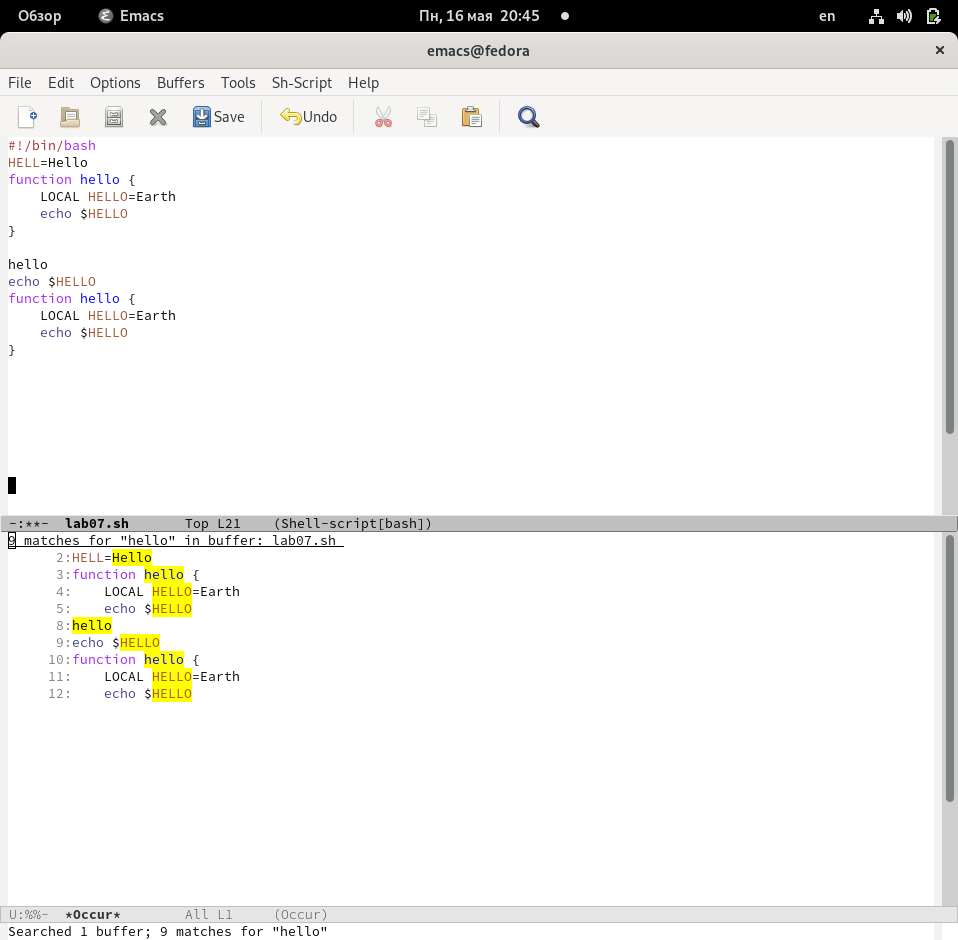 Обзор Emacs Пн, 16 мая 20:45 en
emacs@fedora ×
File Edit Options Buffers Tools Sh-Script Help
Save Undo
#!/bin/bash
HELL=Hello
function hello {
    LOCAL HELLO=Earth
    echo $HELLO
}
hello
echo $HELLO
function hello {
    LOCAL HELLO=Earth
    echo $HELLO
}
-:**-  lab07.sh       Top L21    (Shell-script[bash])
9 matches for "hello" in buffer: lab07.sh
      2:HELL=Hello
      3:function hello {
      4:    LOCAL HELLO=Earth
      5:    echo $HELLO
      8:hello
      9:echo $HELLO
     10:function hello {
     11:    LOCAL HELLO=Earth
     12:    echo $HELLO
U:%%-  *Occur*        All L1     (Occur)
Searched 1 buffer; 9 matches for "hello"